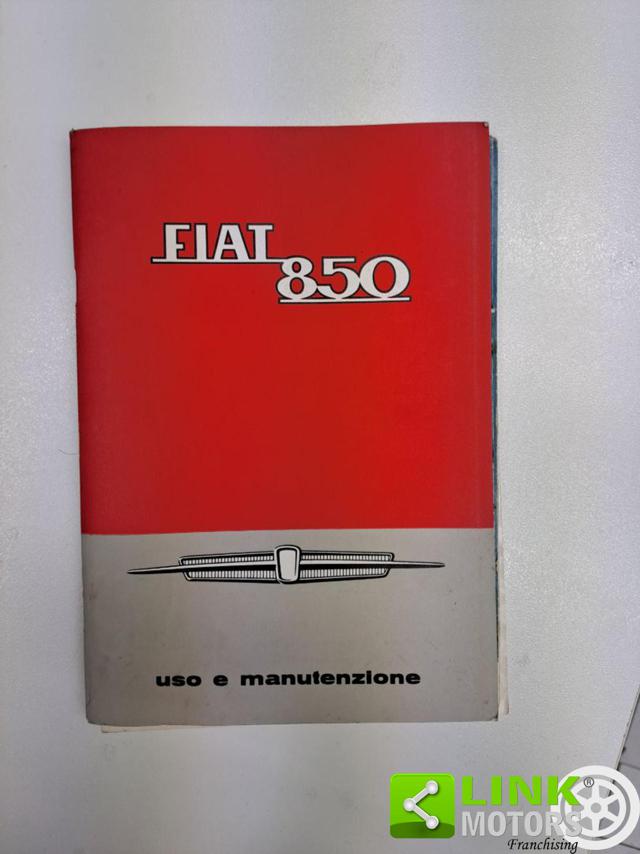 FIAT
850
uso e manutenzione
LINK®
MOTORS
Franchising